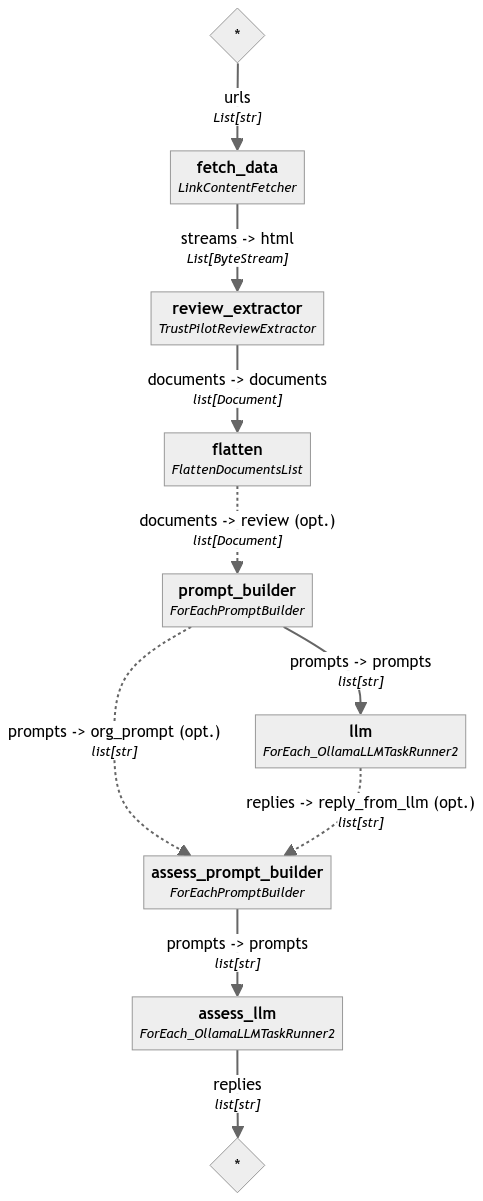 *
urls
List[str]
fetch_data
LinkContentFetcher
streams -> html
List[ByteStream]
review_extractor
TrustPilotReviewExtractor
documents -> documents
list[Document]
flatten
FlattenDocumentsList
documents -> review (opt.)
list[Document]
prompt_builder
ForEachPromptBuilder
prompts -> prompts
list[str]
prompts -> org_prompt (opt.)
list[str]
llm
ForEach_OllamaLLMTaskRunner2
replies -> reply_from_llm (opt.)
list[str]
assess_prompt_builder
ForEachPromptBuilder
prompts -> prompts
list[str]
assess_llm
ForEach_OllamaLLMTaskRunner2
replies
list[str]
*